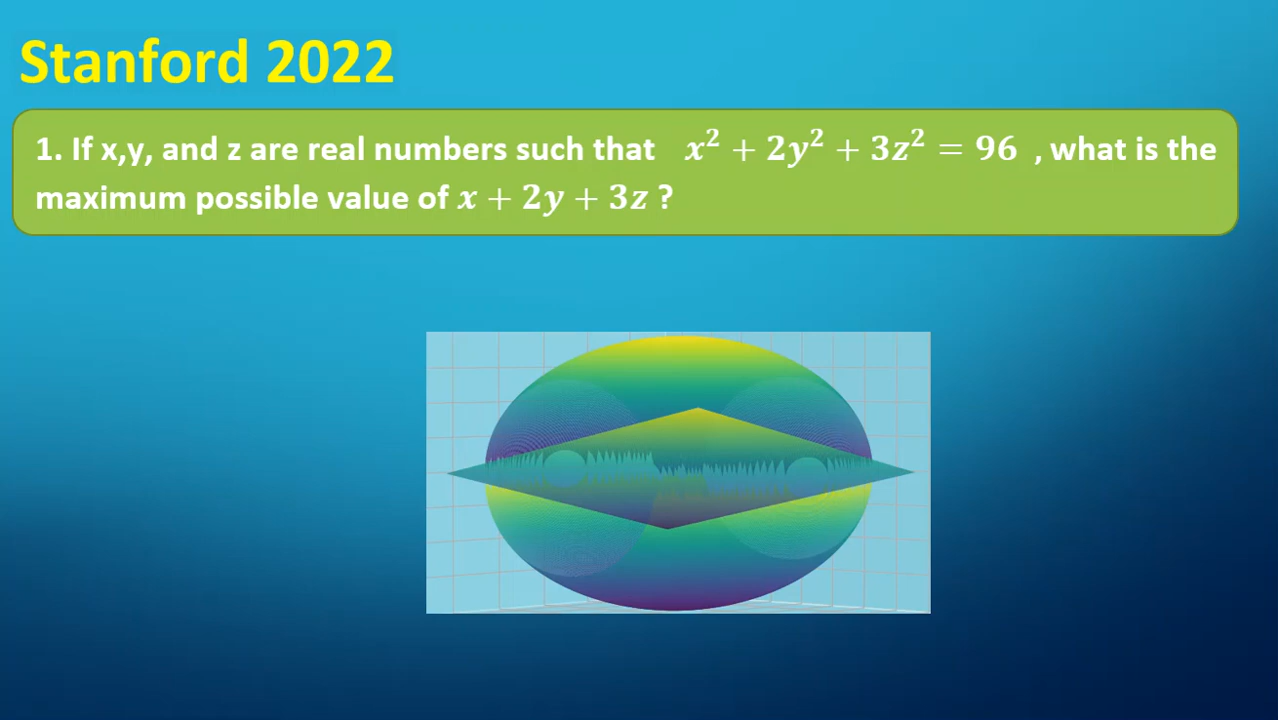 Stanford 2022
1. If x,y, and z are real numbers such that x² + 2y² + 3z² = 96 , what is the
maximum possible value of x + 2y + 3z ?